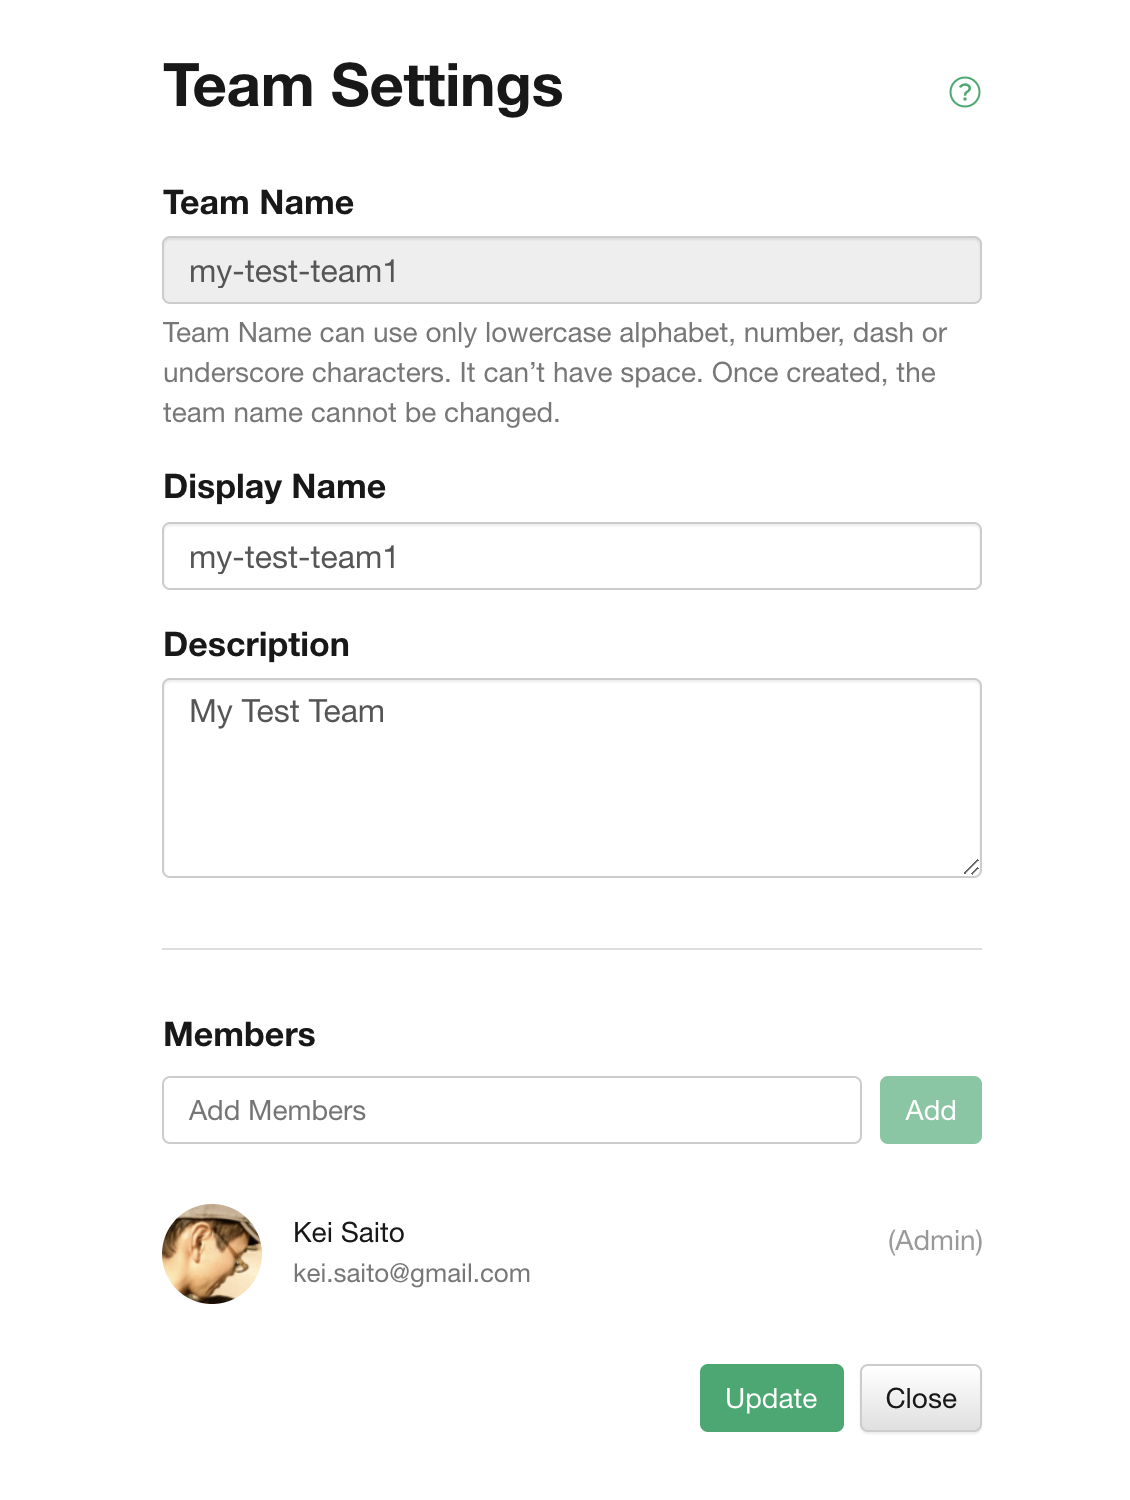 Team Settings
?
Team Name
my-test-team1
Team Name can use only lowercase alphabet, number, dash or
underscore characters. It can’t have space. Once created, the
team name cannot be changed.
Display Name
my-test-team1
Description
My Test Team
Members
Add Members
Add
Kei Saito
(Admin)
kei.saito@gmail.com
Update
Close